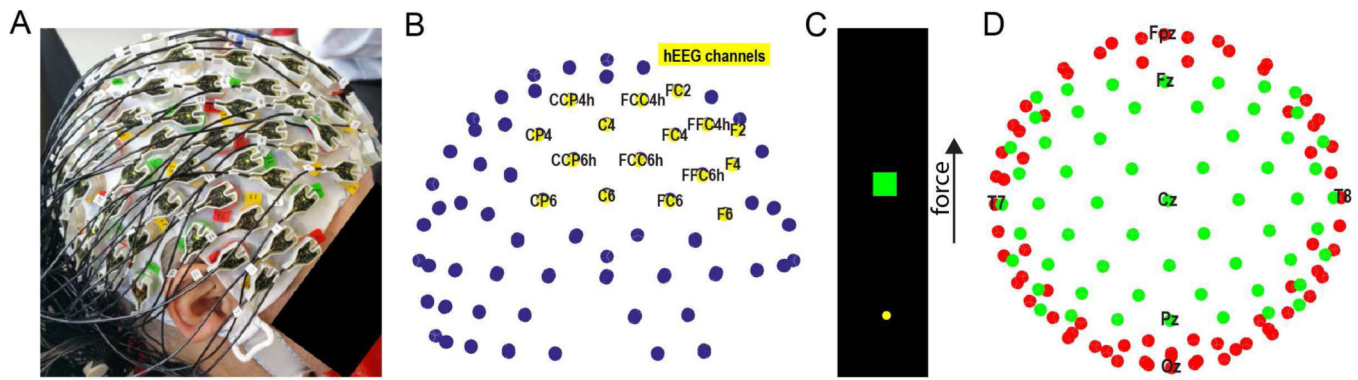 A
B
C
D
hEEG channels
CCP4h
FCC4h
FC2
CP4
C4
FC4
FFC4h
F2
CCP6h
FCC6h
FFC6h
F4
CP6
C6
FC6
F6
force
Fpz
Fz
T7
Cz
T8
Pz
Oz